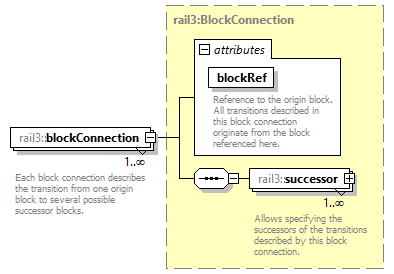 rail3:BlockConnection
attributes
blockRef
Reference to the origin block.
All transitions described in
this block connection
originate from the block
referenced here.
rail3::blockConnection
1..∞
Each block connection describes
the transition from one origin
block to several possible
successor blocks.
rail3::successor
1..∞
Allows specifying the
successors of the transitions
described by this block
connection.